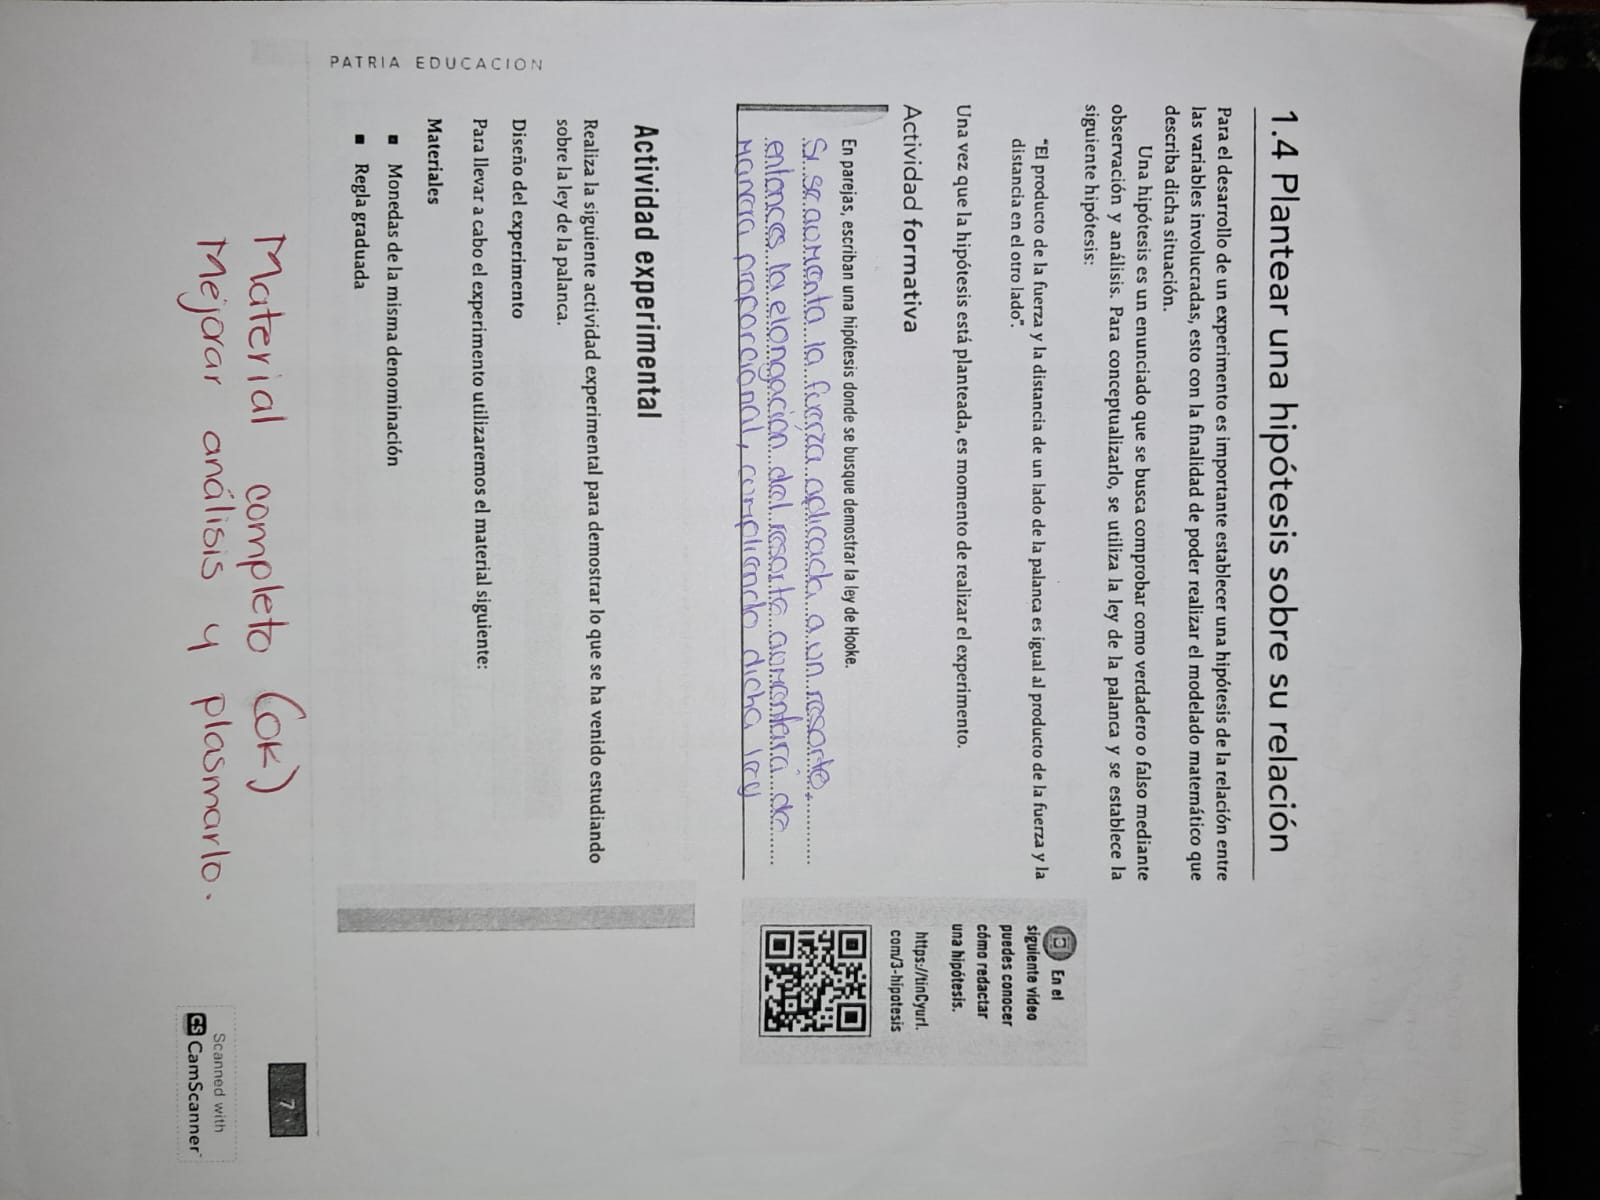 1.4 Plantear una hipótesis sobre su relación
Para el desarrollo de un experimento es importante establecer una hipótesis de la relación entre
las variables involucradas, esto con la finalidad de poder realizar el modelado matemático que
describa dicha situación.
Una hipótesis es un enunciado que se busca comprobar como verdadero o falso mediante
observación y análisis. Para conceptualizarlo, se utiliza la ley de la palanca y se establece la
siguiente hipótesis:
"El producto de la fuerza y la distancia de un lado de la palanca es igual al producto de la fuerza y la
distancia en el otro lado".
Una vez que la hipótesis está planteada, es momento de realizar el experimento.
En el
siguiente video
puedes conocer
cómo redactar
una hipótesis.
https://tinCyurl.
com/3-hipotesis
Actividad formativa
En parejas, escriban una hipótesis donde se busque demostrar la ley de Hooke.
Si se aumenta la fuerza aplicada a un resorte,
entonces la elongación del resorte aumentará de
manera proporcional, cumpliendo dicha ley
Actividad experimental
Realiza la siguiente actividad experimental para demostrar lo que se ha venido estudiando
sobre la ley de la palanca.
Diseño del experimento
Para llevar a cabo el experimento utilizaremos el material siguiente:
Materiales
■ Monedas de la misma denominación
■ Regla graduada
PATRIA EDUCACIÓN
7
Material completo (OK)
Mejorar análisis y plasmarlo.
Scanned with
CS CamScanner